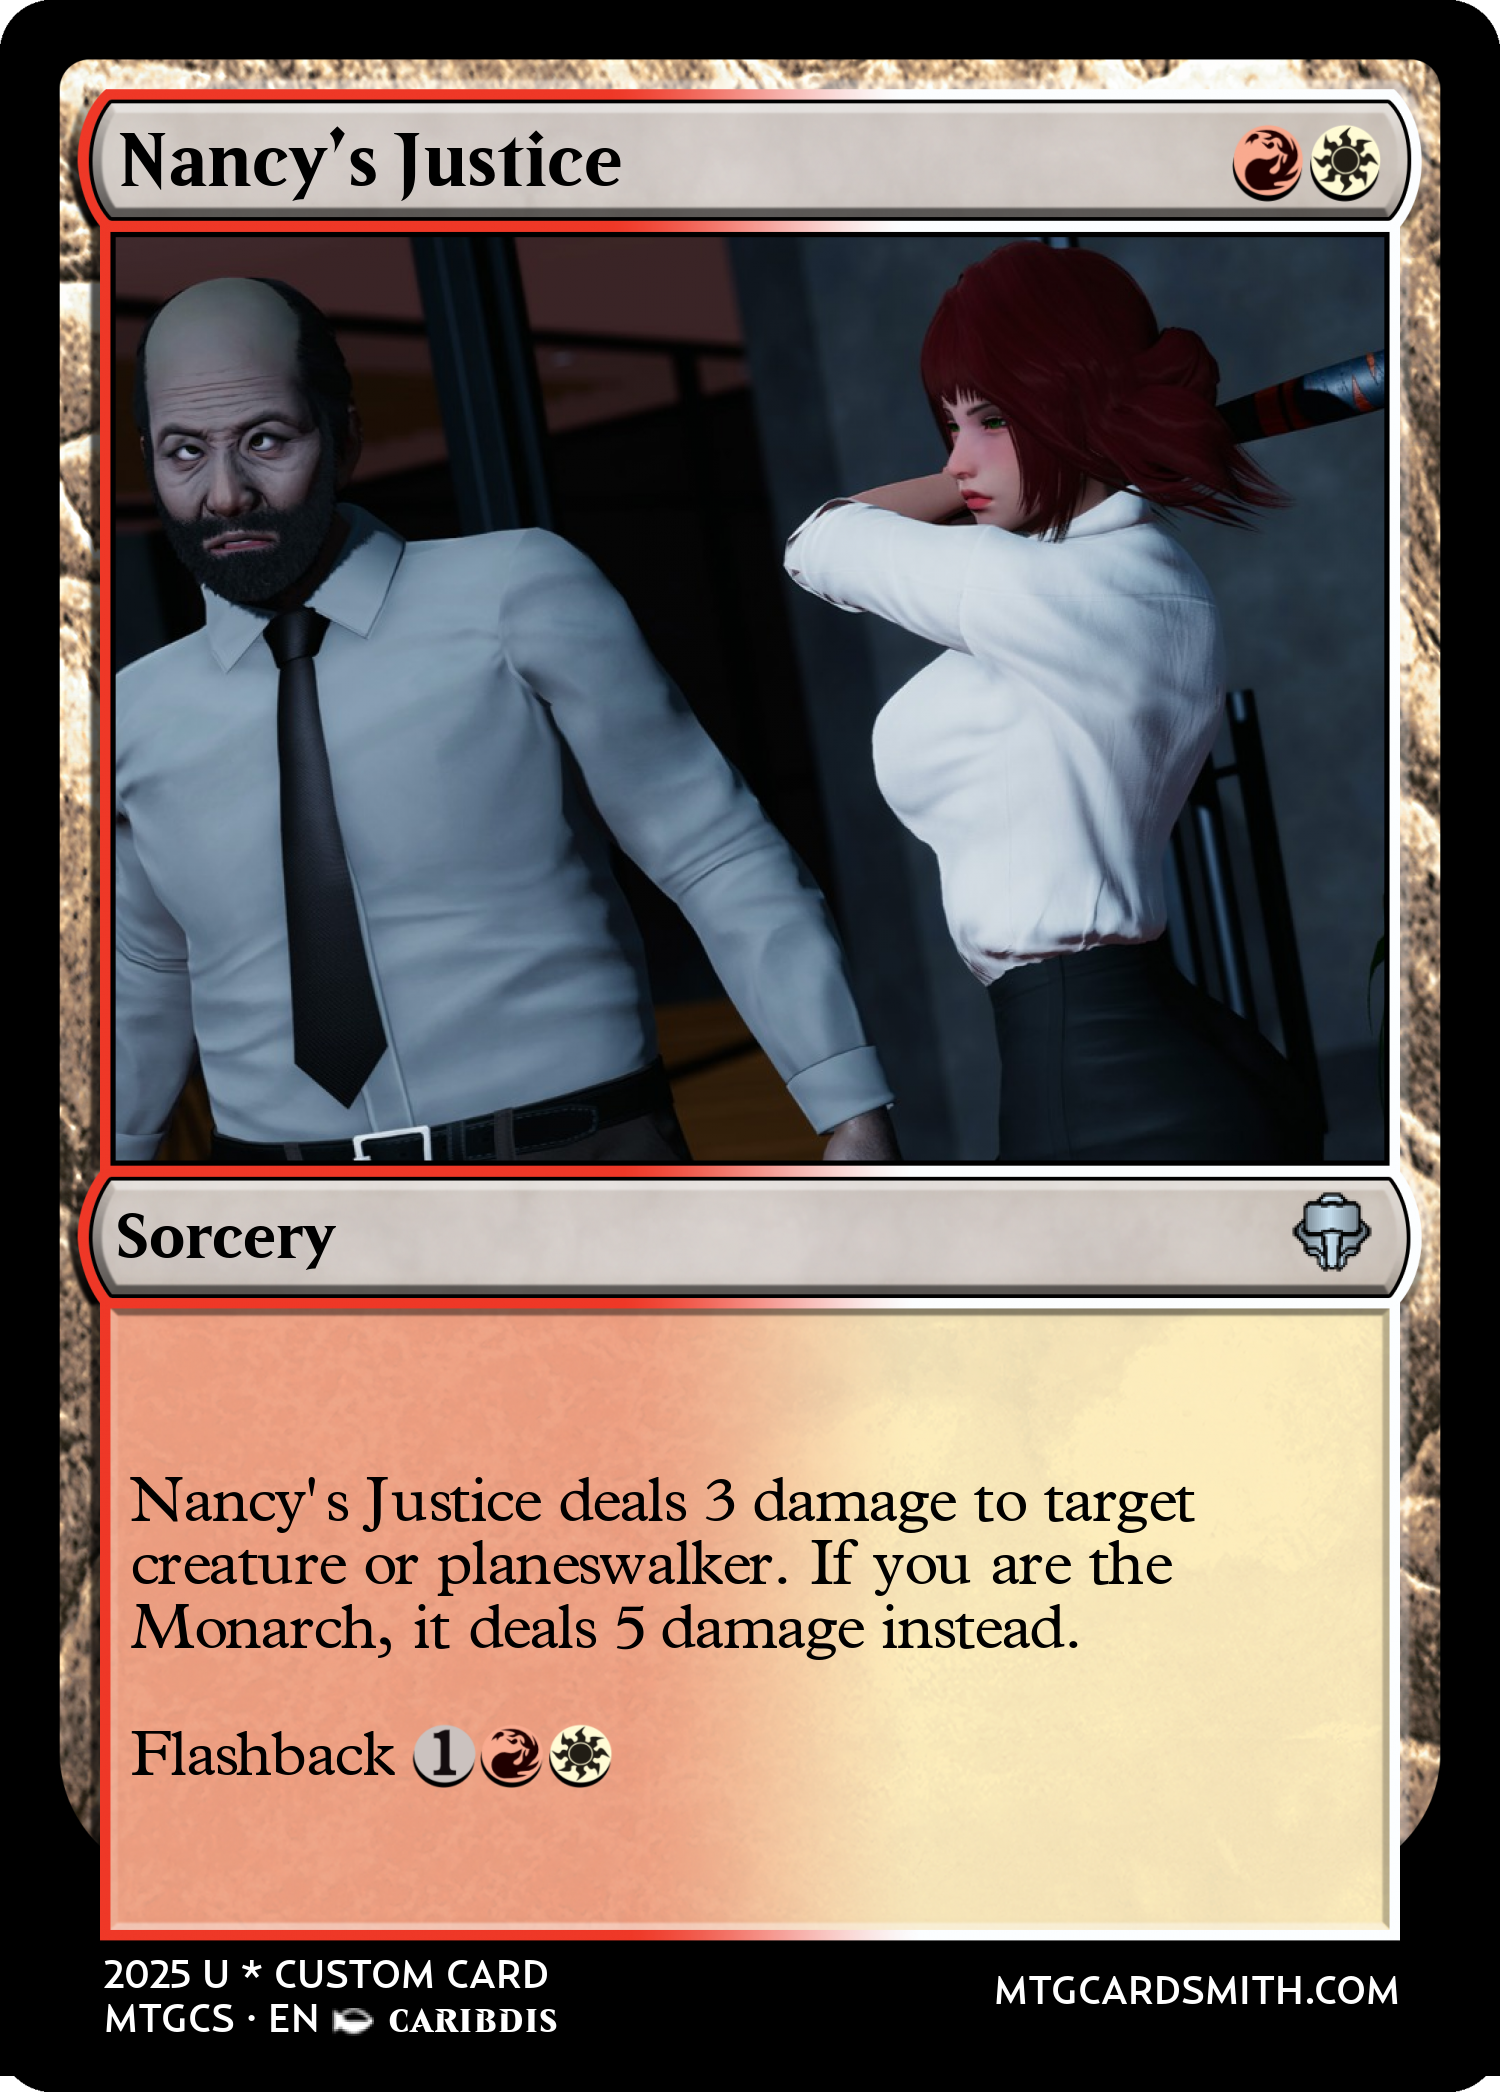 Nancy's Justice
Sorcery
Nancy's Justice deals 3 damage to target
creature or planeswalker. If you are the
Monarch, it deals 5 damage instead.
Flashback 1
2025 U * CUSTOM CARD
MTGCS · EN CARIBDIS
MTGCARDSMITH.COM